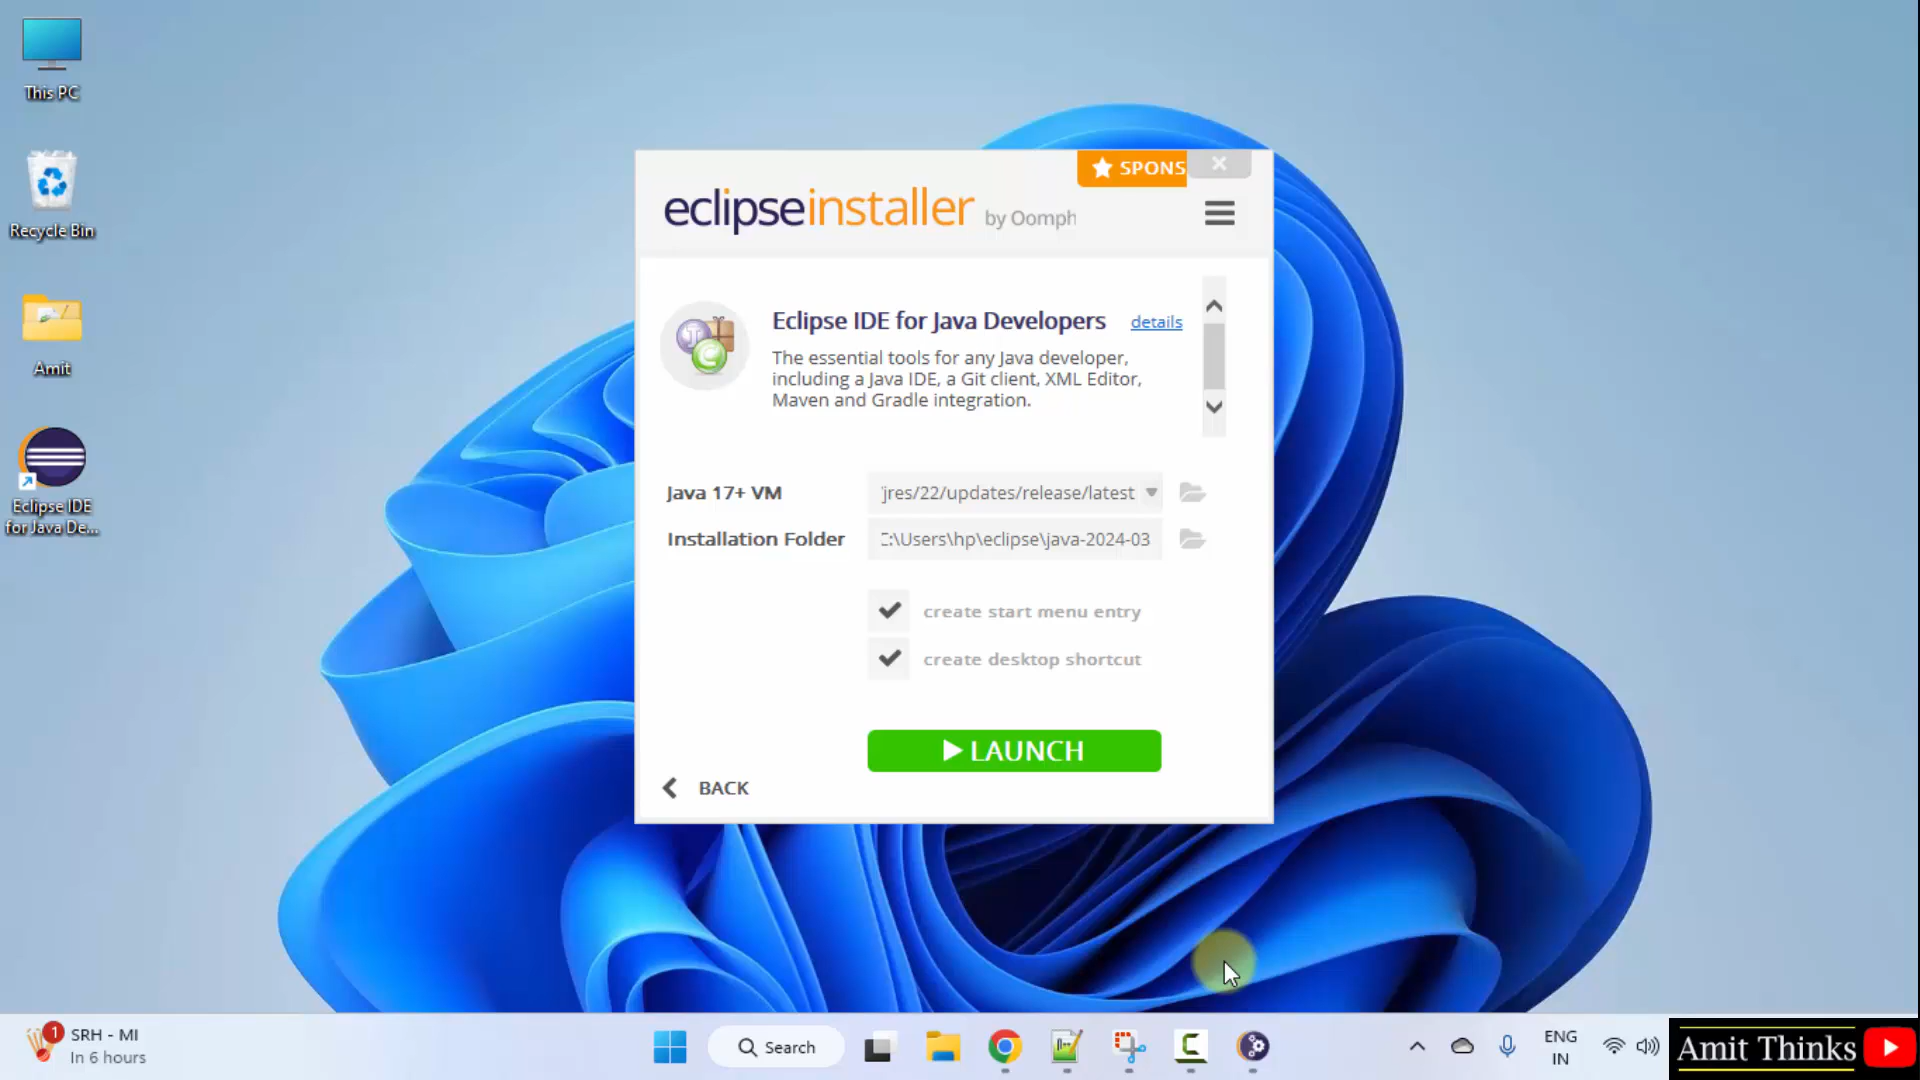 This PC
Recycle Bin
Amit
Eclipse IDE
for Java De...
SPONS
eclipseinstaller by Oomph
Eclipse IDE for Java Developers details
The essential tools for any Java developer,
including a Java IDE, a Git client, XML Editor,
Maven and Gradle integration.
Java 17+ VM
jres/22/updates/release/latest
Installation Folder
C:\Users\hp\eclipse\java-2024-03
create start menu entry
create desktop shortcut
LAUNCH
BACK
1
SRH - MI
In 6 hours
Search
ENG
IN
Amit Thinks